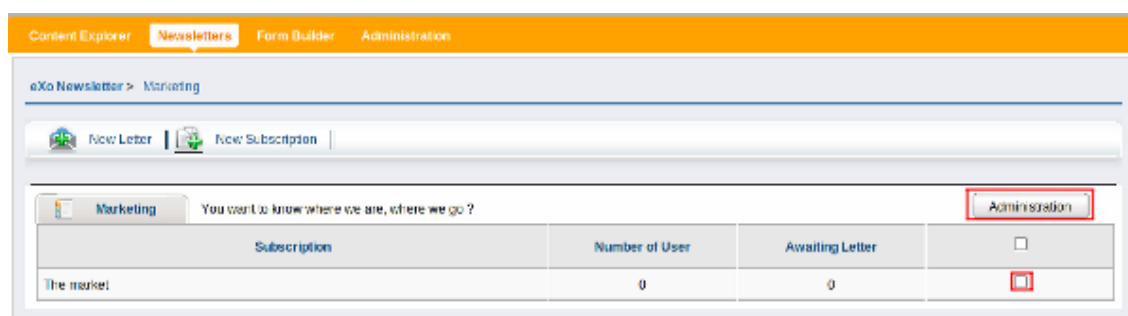 Content Explorer Newsletters Form Builder Administration
eXo Newsletter > Marketing
New Letter New Subscription
Marketing You want to know where we are, where we go ? Administration
Subscription Number of User Awaiting Letter
The market 0 0